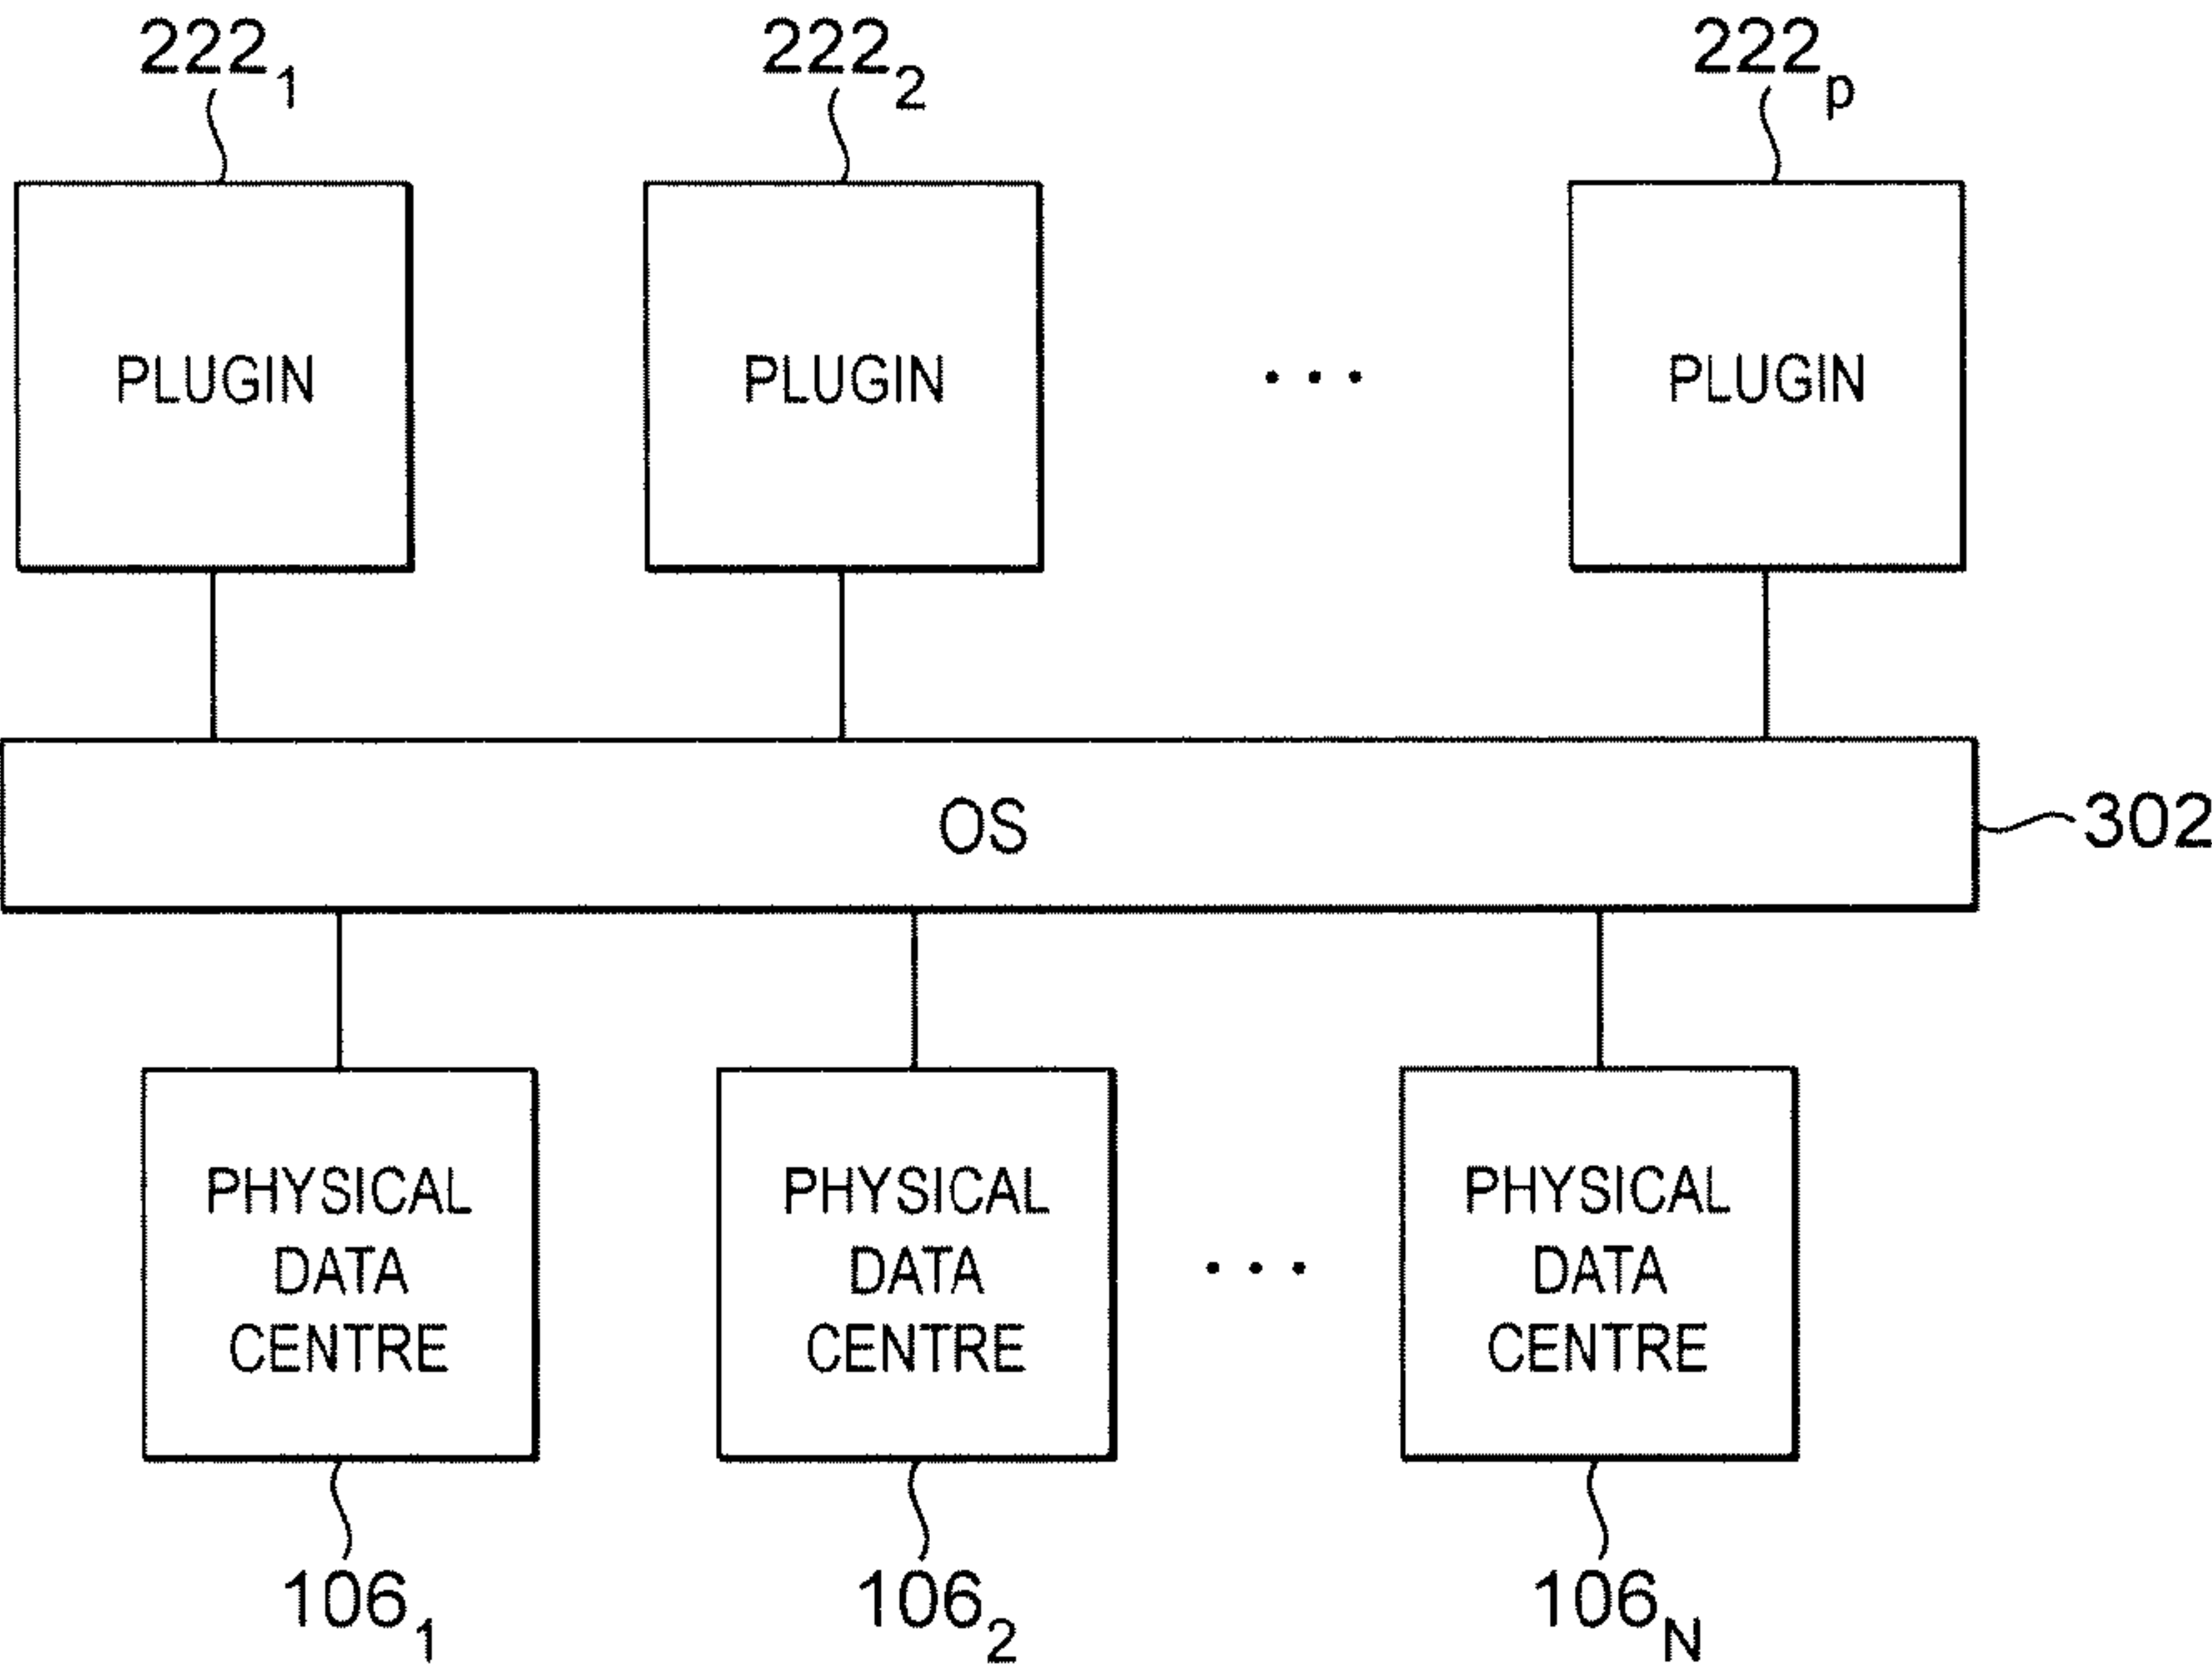 222₁ 222₂ 222ₚ
PLUGIN PLUGIN ... PLUGIN
OS 302
PHYSICAL DATA CENTRE
PHYSICAL DATA CENTRE
...
PHYSICAL DATA CENTRE
106₁ 106₂ 106_N